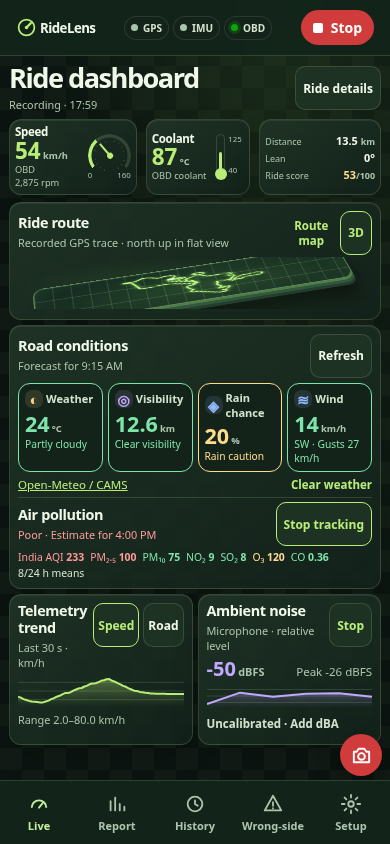 RideLens
GPS
IMU
OBD
Stop
Ride dashboard
Recording · 17:59
Ride details
Speed
54 km/h
OBD
2,875 rpm
0 160
Coolant
87 °C
OBD coolant
125
40
Distance 13.5 km
Lean 0°
Ride score 53/100
Ride route
Recorded GPS trace · north up in flat view
Route
map
3D
Road conditions
Forecast for 9:15 AM
Refresh
Weather
24 °C
Partly cloudy
Visibility
12.6 km
Clear visibility
Rain
chance
20 %
Rain caution
Wind
14 km/h
SW · Gusts 27
km/h
Open-Meteo / CAMS
Clear weather
Air pollution
Poor · Estimate for 4:00 PM
Stop tracking
India AQI 233 PM₂.₅ 100 PM₁₀ 75 NO₂ 9 SO₂ 8 O₃ 120 CO 0.36
8/24 h means
Telemetry
trend
Last 30 s ·
km/h
Speed
Road
Range 2.0–80.0 km/h
Ambient noise
Microphone · relative
level
Stop
-50 dBFS
Peak -26 dBFS
Uncalibrated · Add dBA
Live
Report
History
Wrong-side
Setup